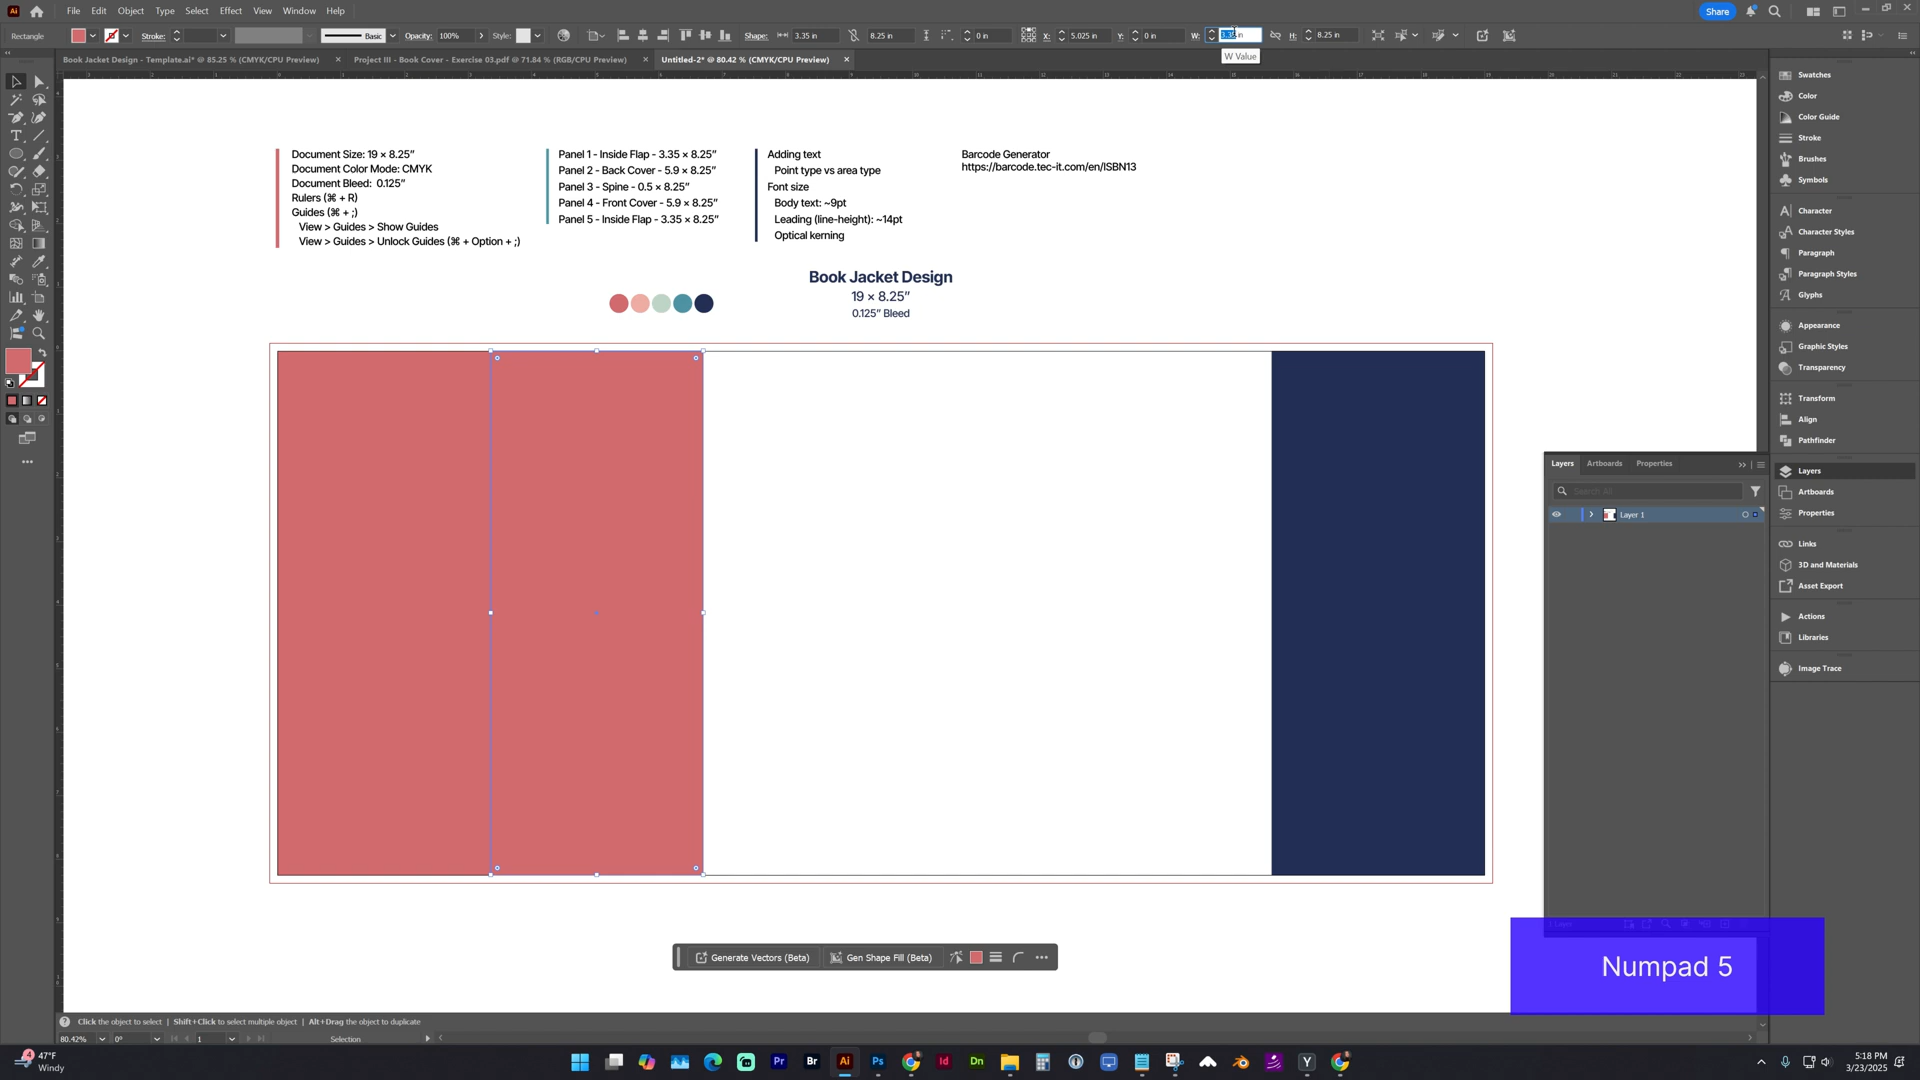 File Edit Object Type Select Effect View Window Help
Share
Rectangle Stroke: Basic Opacity: 100% Style: Shape: 3.35 in 8.25 in 0 in X: 5.025 in Y: 0 in W: H: 8.25 in
W Value
Book Jacket Design - Template.ai* @ 85.25 % (CMYK/CPU Preview) Project III - Book Cover - Exercise 03.pdf @ 71.84 % (RGB/CPU Preview) Untitled-2* @ 80.42 % (CMYK/CPU Preview)
Document Size: 19 × 8.25”
Document Color Mode: CMYK
Document Bleed: 0.125”
Rulers (⌘ + R)
Guides (⌘ + ;)
View > Guides > Show Guides
View > Guides > Unlock Guides (⌘ + Option + ;)
Panel 1 - Inside Flap - 3.35 × 8.25”
Panel 2 - Back Cover - 5.9 × 8.25”
Panel 3 - Spine - 0.5 × 8.25”
Panel 4 - Front Cover - 5.9 × 8.25”
Panel 5 - Inside Flap - 3.35 × 8.25”
Adding text
Point type vs area type
Font size
Body text: ~9pt
Leading (line-height): ~14pt
Optical kerning
Barcode Generator
https://barcode.tec-it.com/en/ISBN13
Book Jacket Design
19 × 8.25”
0.125” Bleed
Swatches
Color
Color Guide
Stroke
Brushes
Symbols
Character
Character Styles
Paragraph
Paragraph Styles
Glyphs
Appearance
Graphic Styles
Transparency
Transform
Align
Pathfinder
Layers
Artboards
Properties
Links
3D and Materials
Asset Export
Actions
Libraries
Image Trace
Layers Artboards Properties
Search All
Layer 1
Generate Vectors (Beta) Gen Shape Fill (Beta)
Numpad 5
Click the object to select | Shift+Click to select multiple object | Alt+Drag the object to duplicate
80.42% 0° 1 Selection
4
47°F
Windy
Pr Br Ai Ps Id Dn
5:18 PM
3/23/2025